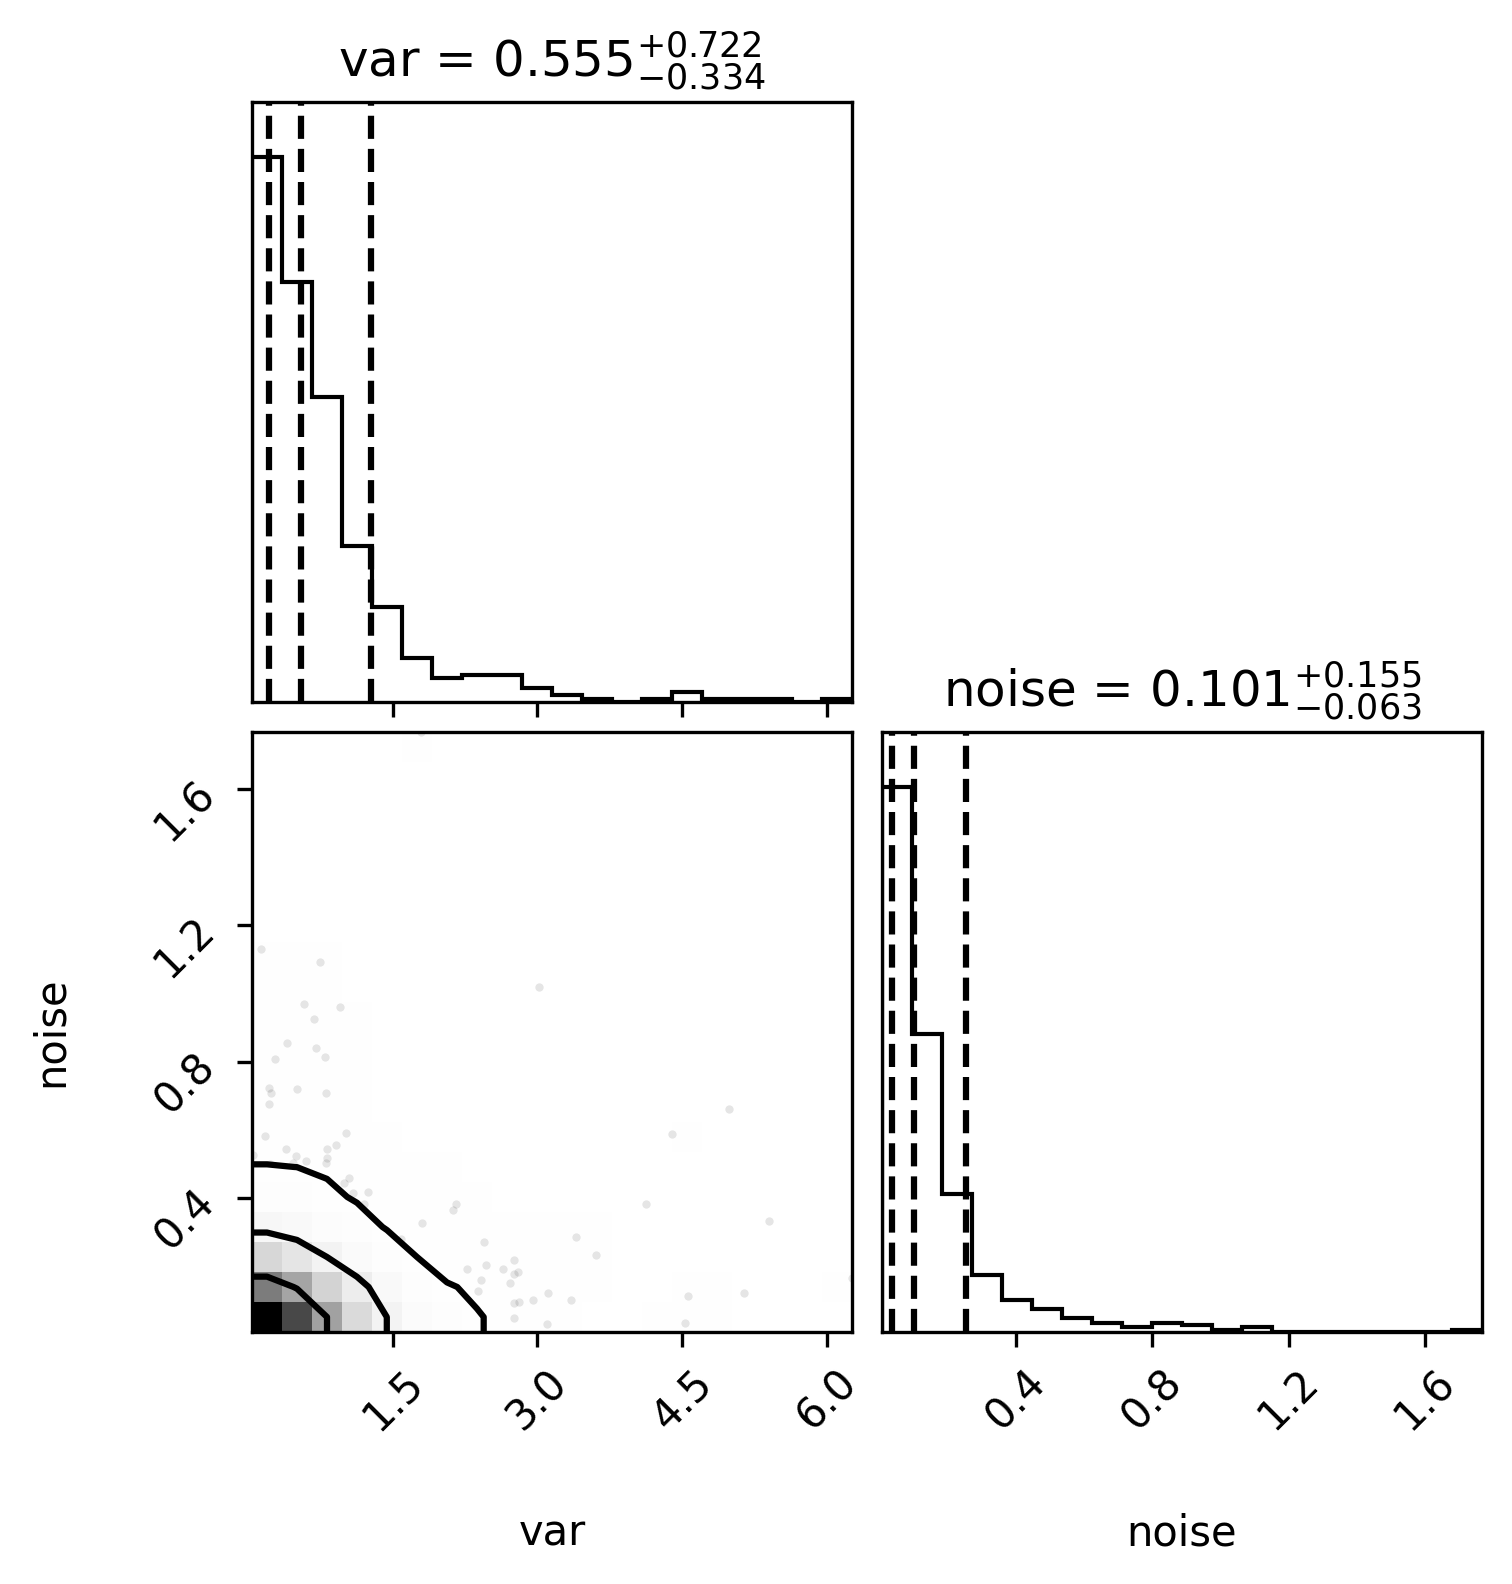 var = 0.555 +0.722 −0.334
noise = 0.101 +0.155 −0.063
1.6
1.2
0.8
0.4
noise
1.5 3.0 4.5 6.0
0.4 0.8 1.2 1.6
var
noise